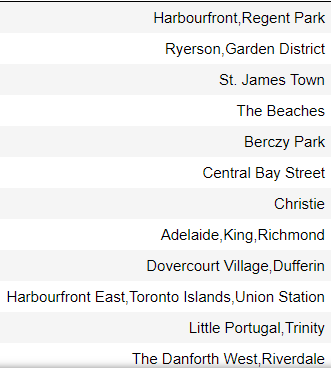 Harbourfront,Regent Park
Ryerson,Garden District
St. James Town
The Beaches
Berczy Park
Central Bay Street
Christie
Adelaide,King,Richmond
Dovercourt Village,Dufferin
Harbourfront East,Toronto Islands,Union Station
Little Portugal,Trinity
The Danforth West,Riverdale